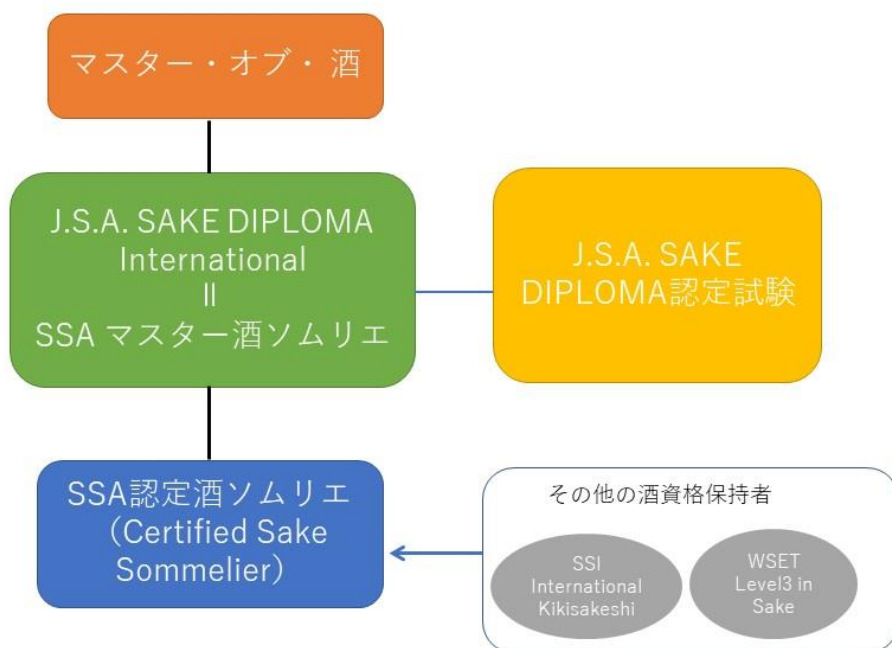 マスター・オブ・ 酒
J.S.A. SAKE DIPLOMA
International
||
SSA マスター酒ソムリエ
J.S.A. SAKE
DIPLOMA認定試験
SSA認定酒ソムリエ
（Certified Sake
Sommelier）
その他の酒資格保持者
SSI
International
Kikisakeshi
WSET
Level3 in
Sake